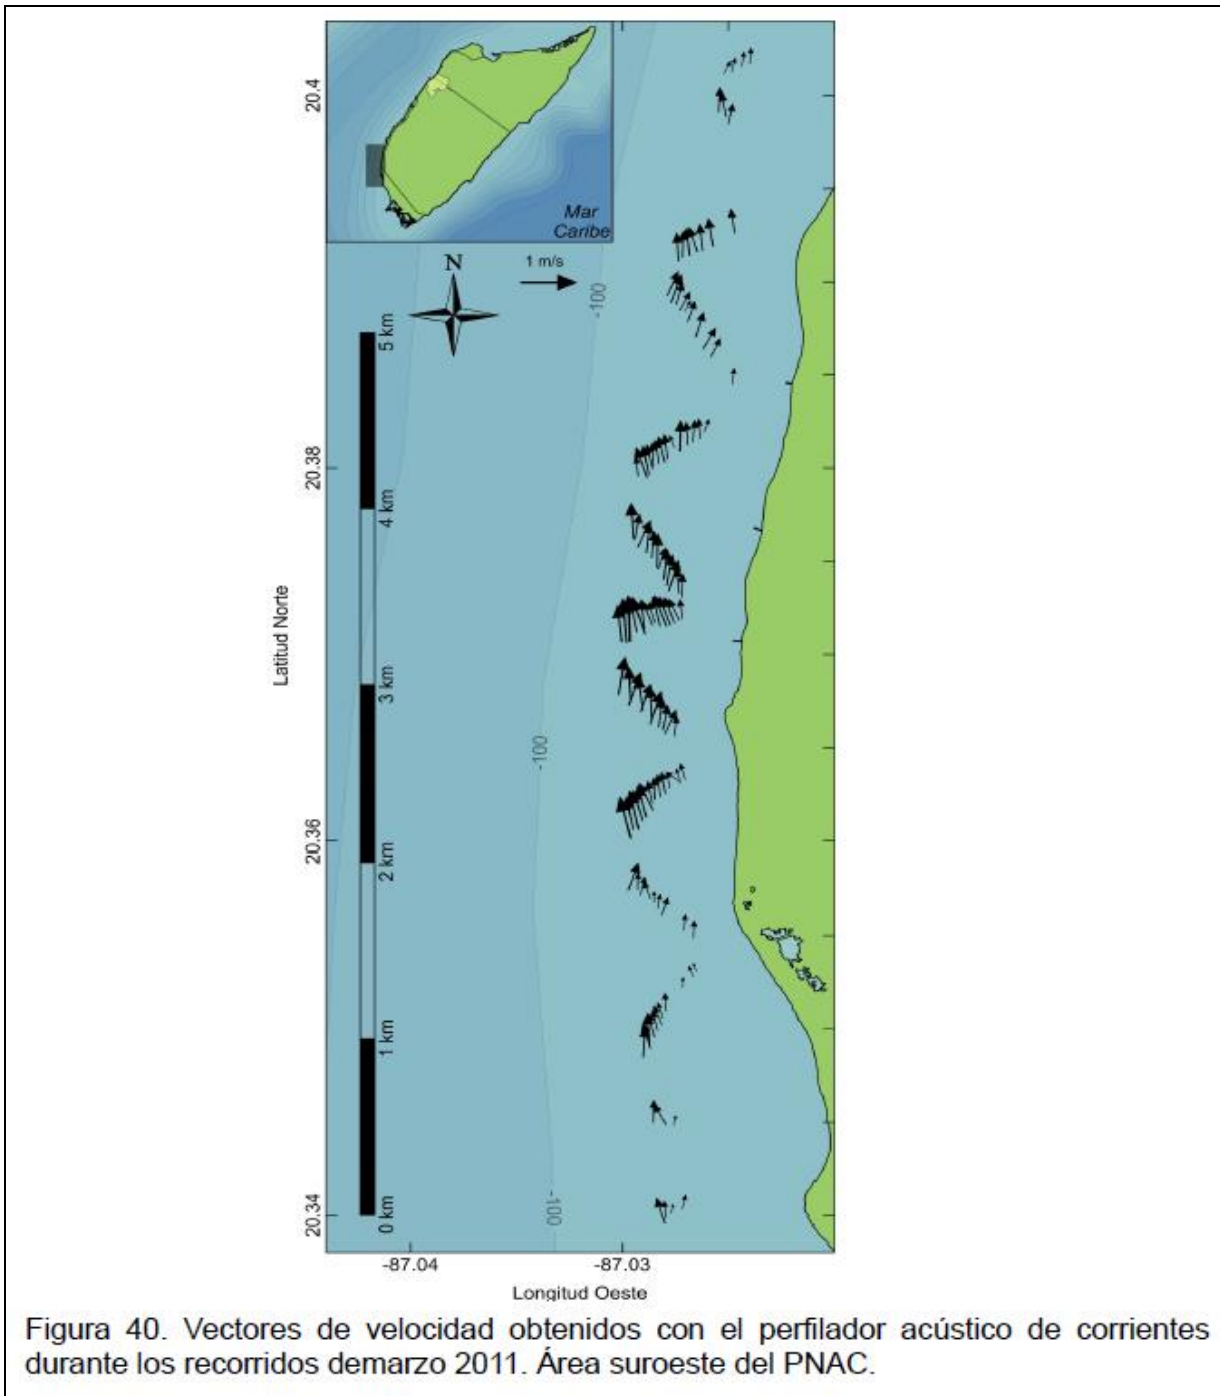 20.4
20.38
20.36
20.34
Latitud Norte
Mar
Caribe
N
1 m/s
5 km
4 km
3 km
2 km
1 km
0 km
-100
-100
-100
-87.04
-87.03
Longitud Oeste
Figura 40. Vectores de velocidad obtenidos con el perfilador acústico de corrientes
durante los recorridos demarzo 2011. Área suroeste del PNAC.